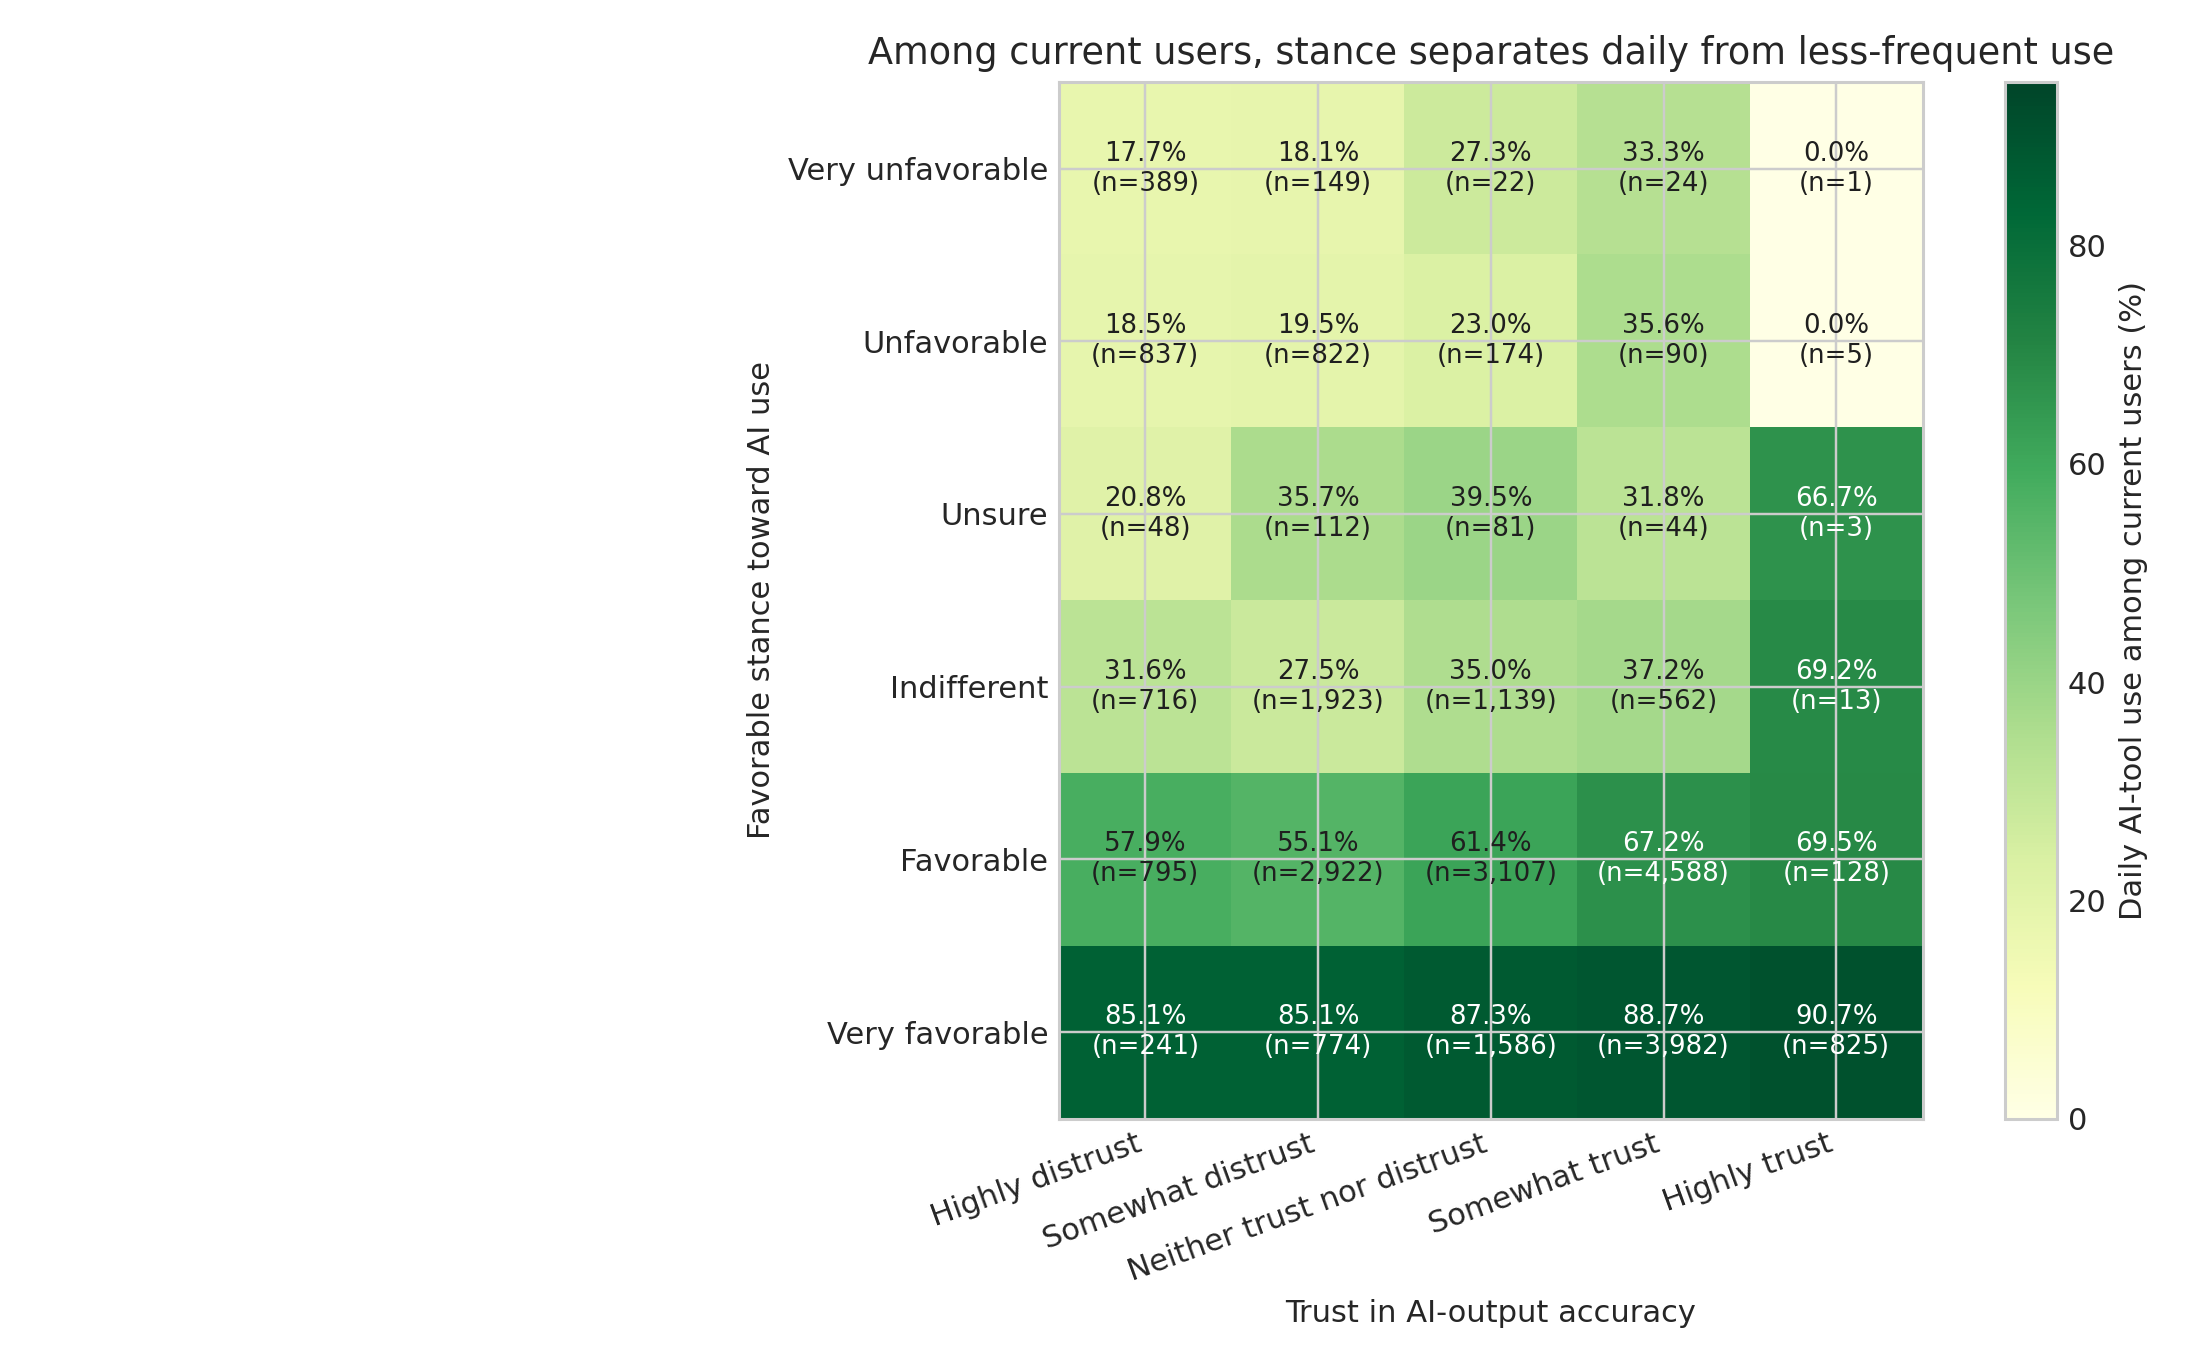 Among current users, stance separates daily from less-frequent use
Favorable stance toward AI use
Very unfavorable
17.7%
(n=389)
18.1%
(n=149)
27.3%
(n=22)
33.3%
(n=24)
0.0%
(n=1)
Unfavorable
18.5%
(n=837)
19.5%
(n=822)
23.0%
(n=174)
35.6%
(n=90)
0.0%
(n=5)
Unsure
20.8%
(n=48)
35.7%
(n=112)
39.5%
(n=81)
31.8%
(n=44)
66.7%
(n=3)
Indifferent
31.6%
(n=716)
27.5%
(n=1,923)
35.0%
(n=1,139)
37.2%
(n=562)
69.2%
(n=13)
Favorable
57.9%
(n=795)
55.1%
(n=2,922)
61.4%
(n=3,107)
67.2%
(n=4,588)
69.5%
(n=128)
Very favorable
85.1%
(n=241)
85.1%
(n=774)
87.3%
(n=1,586)
88.7%
(n=3,982)
90.7%
(n=825)
Highly distrust
Somewhat distrust
Neither trust nor distrust
Somewhat trust
Highly trust
Trust in AI-output accuracy
80
60
40
20
0
Daily AI-tool use among current users (%)